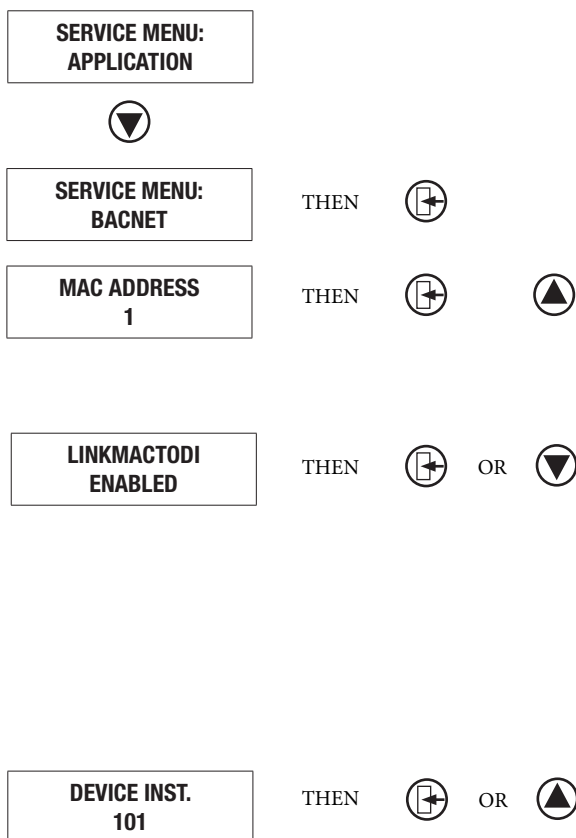 SERVICE MENU:
APPLICATION
SERVICE MENU:
BACNET
THEN
MAC ADDRESS
1
THEN
LINKMACTODI
ENABLED
THEN OR
DEVICE INST.
101
THEN OR